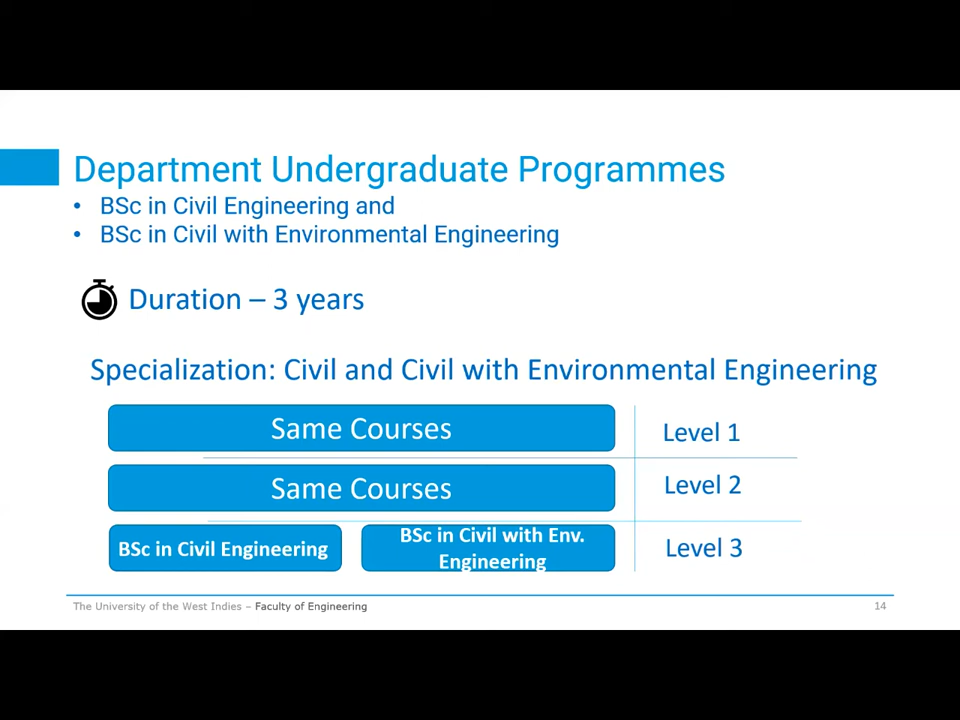 Department Undergraduate Programmes
• BSc in Civil Engineering and
• BSc in Civil with Environmental Engineering
Duration – 3 years
Specialization: Civil and Civil with Environmental Engineering
Same Courses
Level 1
Same Courses
Level 2
BSc in Civil Engineering
BSc in Civil with Env.
Engineering
Level 3
The University of the West Indies – Faculty of Engineering
14